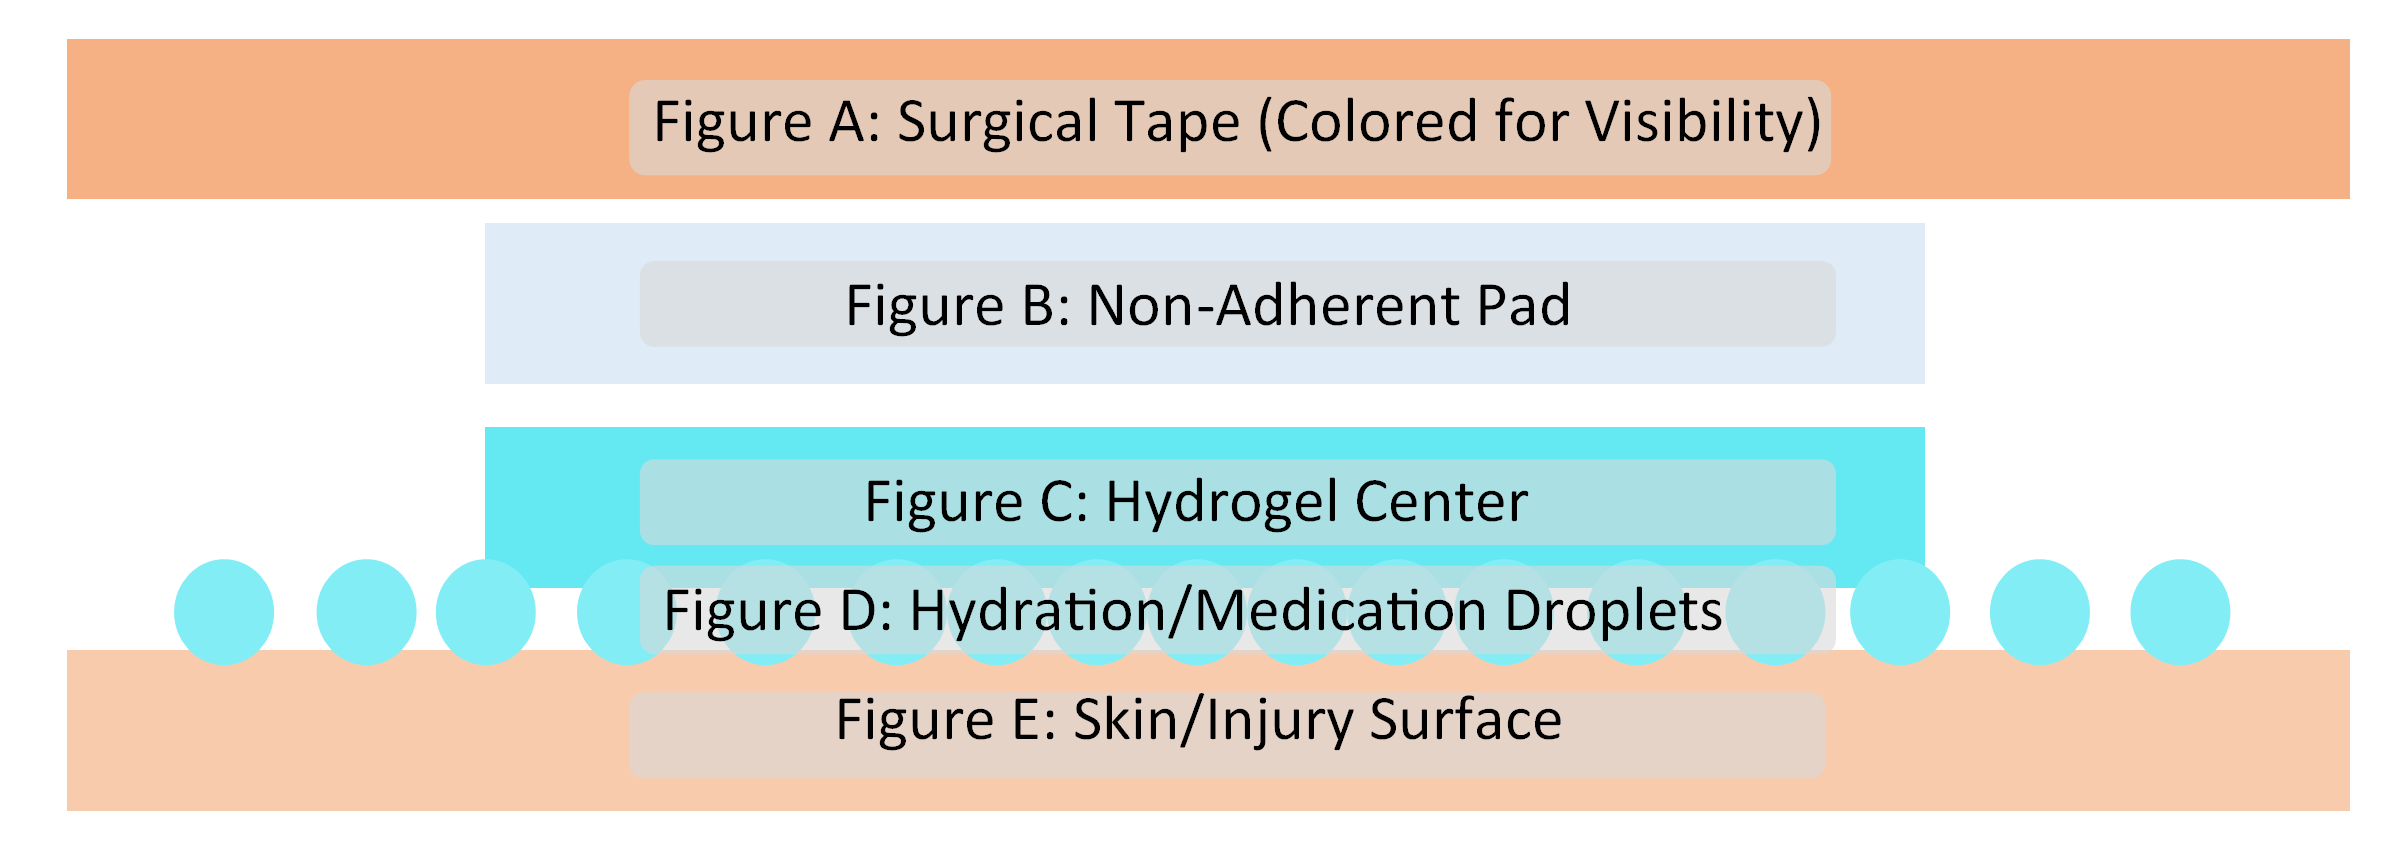 Figure A: Surgical Tape (Colored for Visibility)
Figure B: Non-Adherent Pad
Figure C: Hydrogel Center
Figure D: Hydration/Medication Droplets
Figure E: Skin/Injury Surface